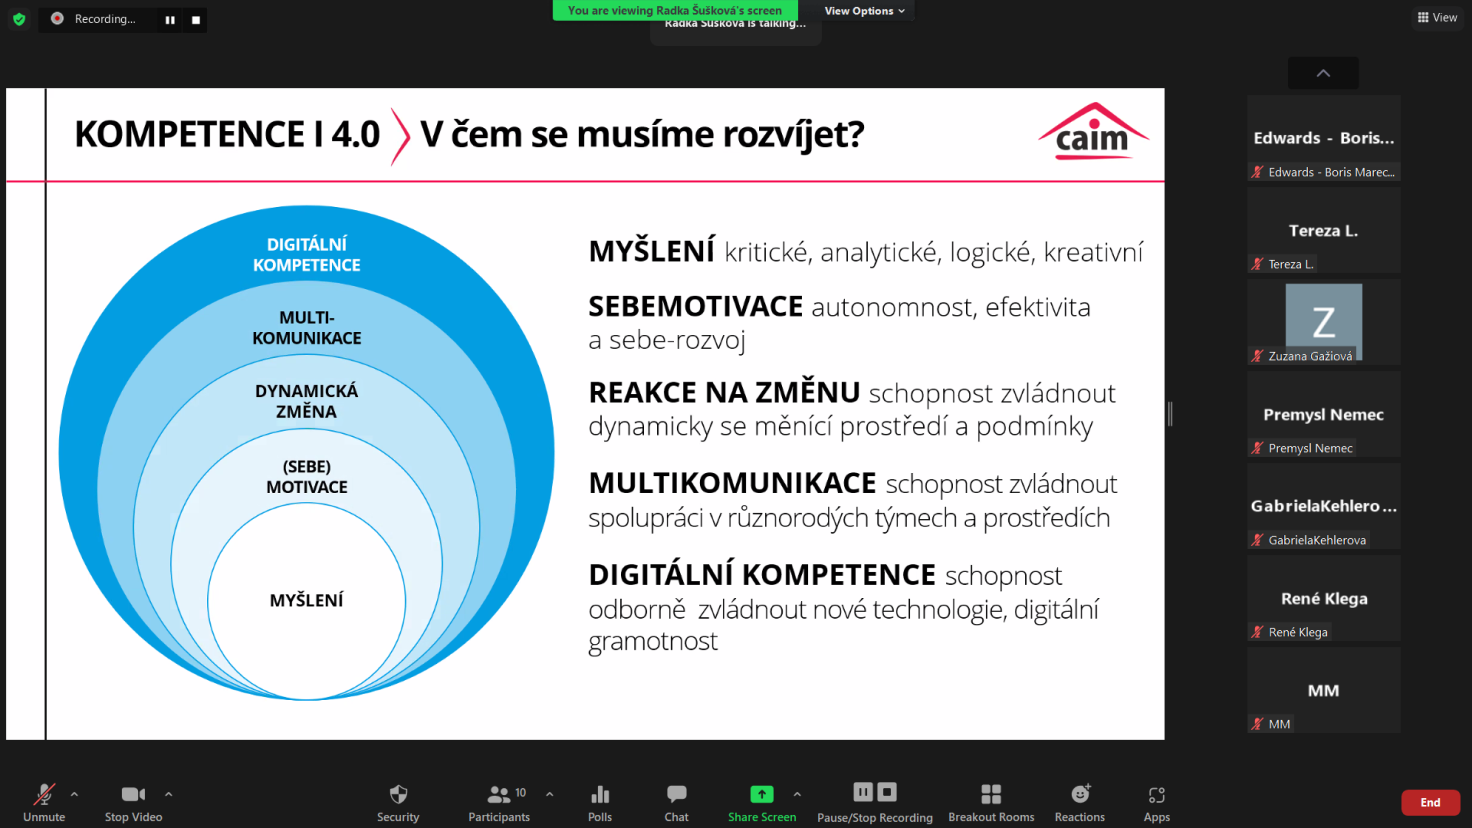 Recording...
You are viewing Radka Šušková's screen
View Options
Radka Šušková is talking...
View
KOMPETENCE I 4.0 V čem se musíme rozvíjet?
caim
DIGITÁLNÍ
KOMPETENCE
MULTI-
KOMUNIKACE
DYNAMICKÁ
ZMĚNA
(SEBE)
MOTIVACE
MYŠLENÍ
MYŠLENÍ kritické, analytické, logické, kreativní
SEBEMOTIVACE autonomnost, efektivita
a sebe-rozvoj
REAKCE NA ZMĚNU schopnost zvládnout
dynamicky se měnící prostředí a podmínky
MULTIKOMUNIKACE schopnost zvládnout
spolupráci v různorodých týmech a prostředích
DIGITÁLNÍ KOMPETENCE schopnost
odborně zvládnout nové technologie, digitální
gramotnost
Edwards - Boris...
Edwards - Boris Marec...
Tereza L.
Tereza L.
Z
Zuzana Gažiová
Premysl Nemec
Premysl Nemec
GabrielaKehlero...
GabrielaKehlerova
René Klega
René Klega
MM
MM
Unmute
Stop Video
Security
Participants 10
Polls
Chat
Share Screen
Pause/Stop Recording
Breakout Rooms
Reactions
Apps
End